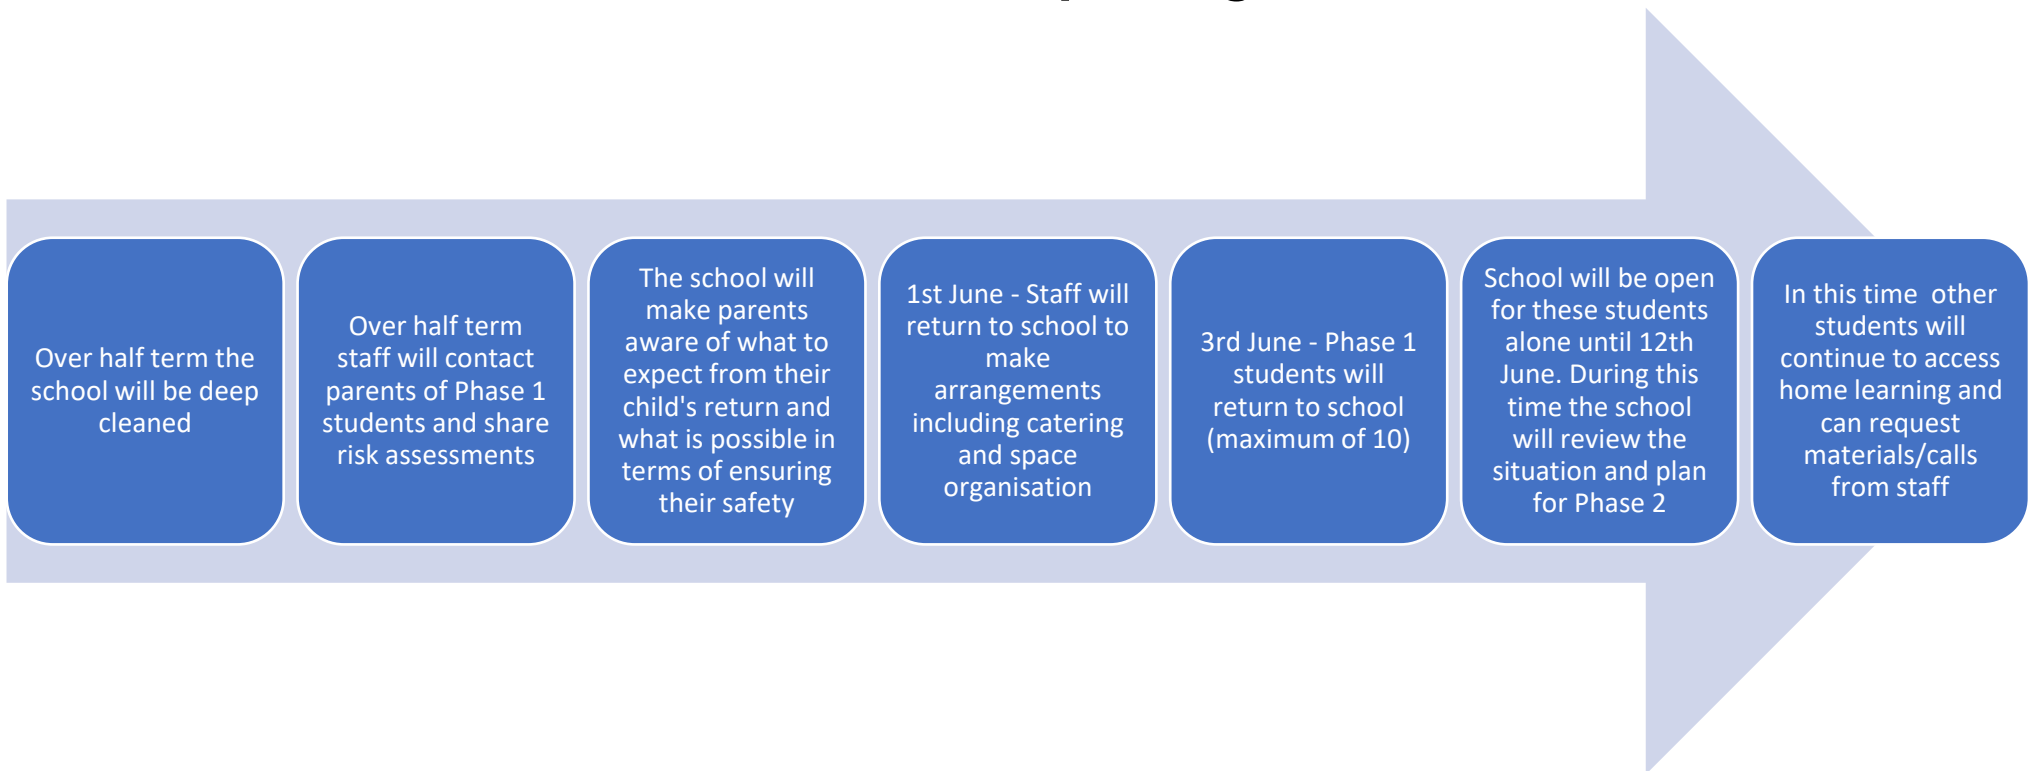 Over half term the
school will be deep
cleaned
Over half term
staff will contact
parents of Phase 1
students and share
risk assessments
The school will
make parents
aware of what to
expect from their
child's return and
what is possible in
terms of ensuring
their safety
1st June - Staff will
return to school to
make
arrangements
including catering
and space
organisation
3rd June - Phase 1
students will
return to school
(maximum of 10)
School will be open
for these students
alone until 12th
June. During this
time the school
will review the
situation and plan
for Phase 2
In this time  other
students will
continue to access
home learning and
can request
materials/calls
from staff